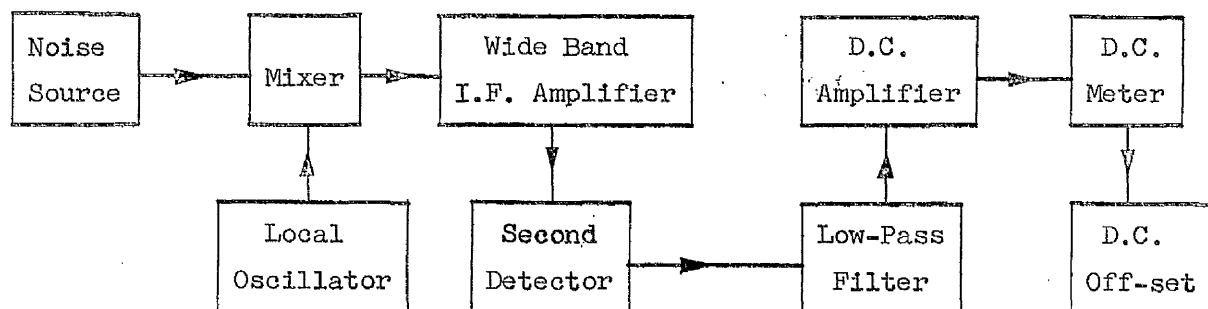 Noise
Source
Mixer
Wide Band
I.F. Amplifier
D.C.
Amplifier
D.C.
Meter
Local
Oscillator
Second
Detector
Low-Pass
Filter
D.C.
Off-set